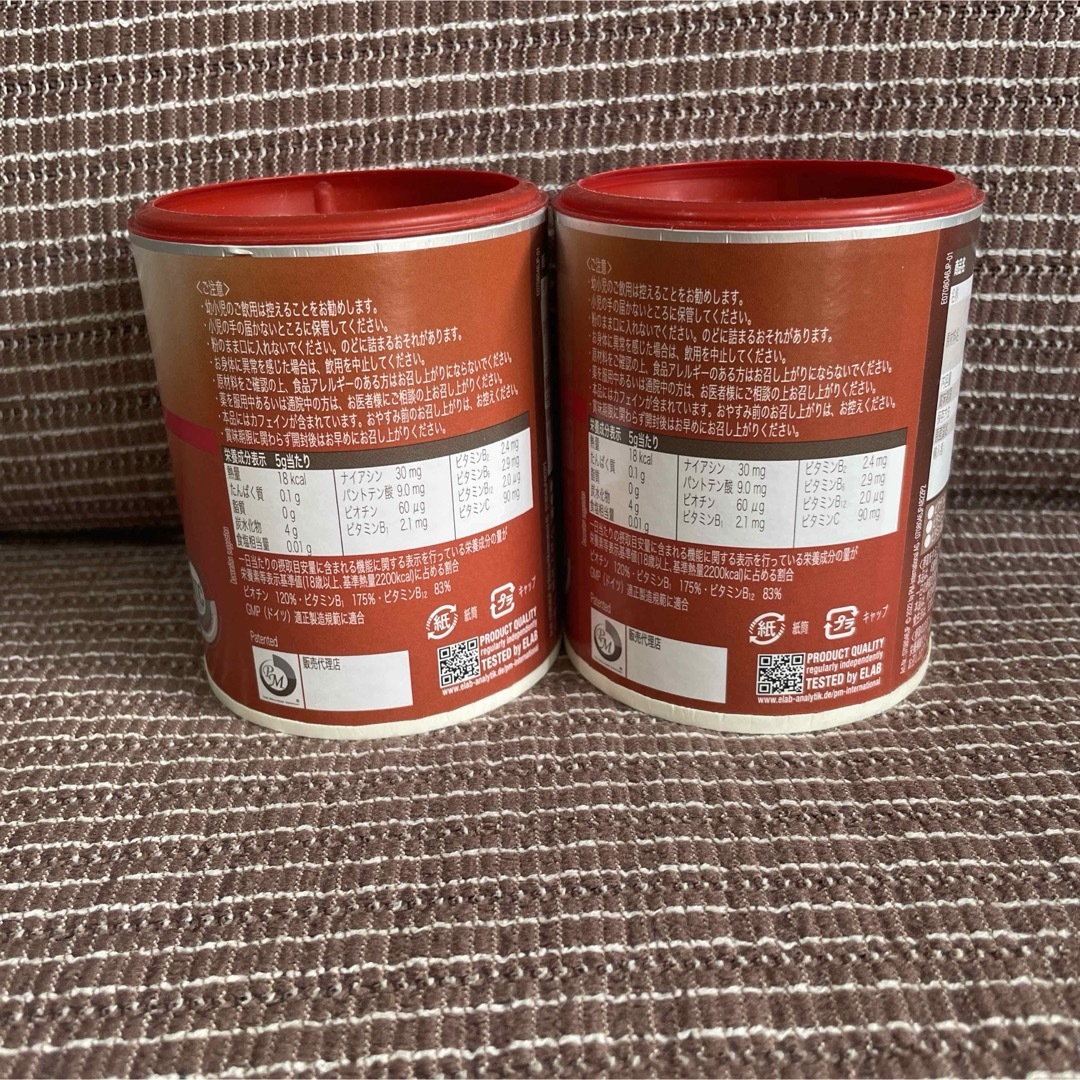 〈ご注意〉
・幼小児のご飲用は控えることをお勧めします。
・小児の手の届かないところに保管してください。
・粉のまま口に入れないでください。のどに詰まるおそれがあります。
・お身体に異常を感じた場合は、飲用を中止してください。
・原材料をご確認の上、食品アレルギーのある方はお召し上がりにならないでください。
・薬を服用中あるいは通院中の方は、お医者様にご相談の上お召し上がりください。
・本品にはカフェインが含まれています。おやすみ前のお召し上がりは、お控えください。
・賞味期限に関わらず開封後はお早めにお召し上がりください。
栄養成分表示 5g当たり
熱量 18 kcal
たんぱく質 0.1 g
脂質 0 g
炭水化物 4 g
食塩相当量 0.01 g
ナイアシン 30 mg
パントテン酸 9.0 mg
ビオチン 60 μg
ビタミンB1 2.1 mg
ビタミンB2 2.4 mg
ビタミンB6 2.9 mg
ビタミンB12 2.0 μg
ビタミンC 90 mg
一日当たりの摂取目安量に含まれる機能に関する表示を行っている栄養成分の量が
栄養素等表示基準値(18歳以上、基準熱量2200kcal)に占める割合
ビオチン 120%・ビタミンB1 175%・ビタミンB12 83%
GMP（ドイツ）適正製造規範に適合
紙 紙筒
プラ キャップ
Patented
PM
販売代理店
PRODUCT QUALITY
regularly independently
TESTED by ELAB
www.elab-analytik.de/pm-international
〈ご注意〉
・幼小児のご飲用は控えることをお勧めします。
・小児の手の届かないところに保管してください。
・粉のまま口に入れないでください。のどに詰まるおそれがあります。
・お身体に異常を感じた場合は、飲用を中止してください。
・原材料をご確認の上、食品アレルギーのある方はお召し上がりにならないでください。
・薬を服用中あるいは通院中の方は、お医者様にご相談の上お召し上がりください。
・本品にはカフェインが含まれています。おやすみ前のお召し上がりは、お控えください。
・賞味期限に関わらず開封後はお早めにお召し上がりください。
栄養成分表示 5g当たり
熱量 18 kcal
たんぱく質 0.1 g
脂質 0 g
炭水化物 4 g
食塩相当量 0.01 g
ナイアシン 30 mg
パントテン酸 9.0 mg
ビオチン 60 μg
ビタミンB1 2.1 mg
ビタミンB2 2.4 mg
ビタミンB6 2.9 mg
ビタミンB12 2.0 μg
ビタミンC 90 mg
一日当たりの摂取目安量に含まれる機能に関する表示を行っている栄養成分の量が
栄養素等表示基準値(18歳以上、基準熱量2200kcal)に占める割合
ビオチン 120%・ビタミンB1 175%・ビタミンB12 83%
GMP（ドイツ）適正製造規範に適合
紙 紙筒
プラ キャップ
Patented
PM
販売代理店
PRODUCT QUALITY
regularly independently
TESTED by ELAB
www.elab-analytik.de/pm-international